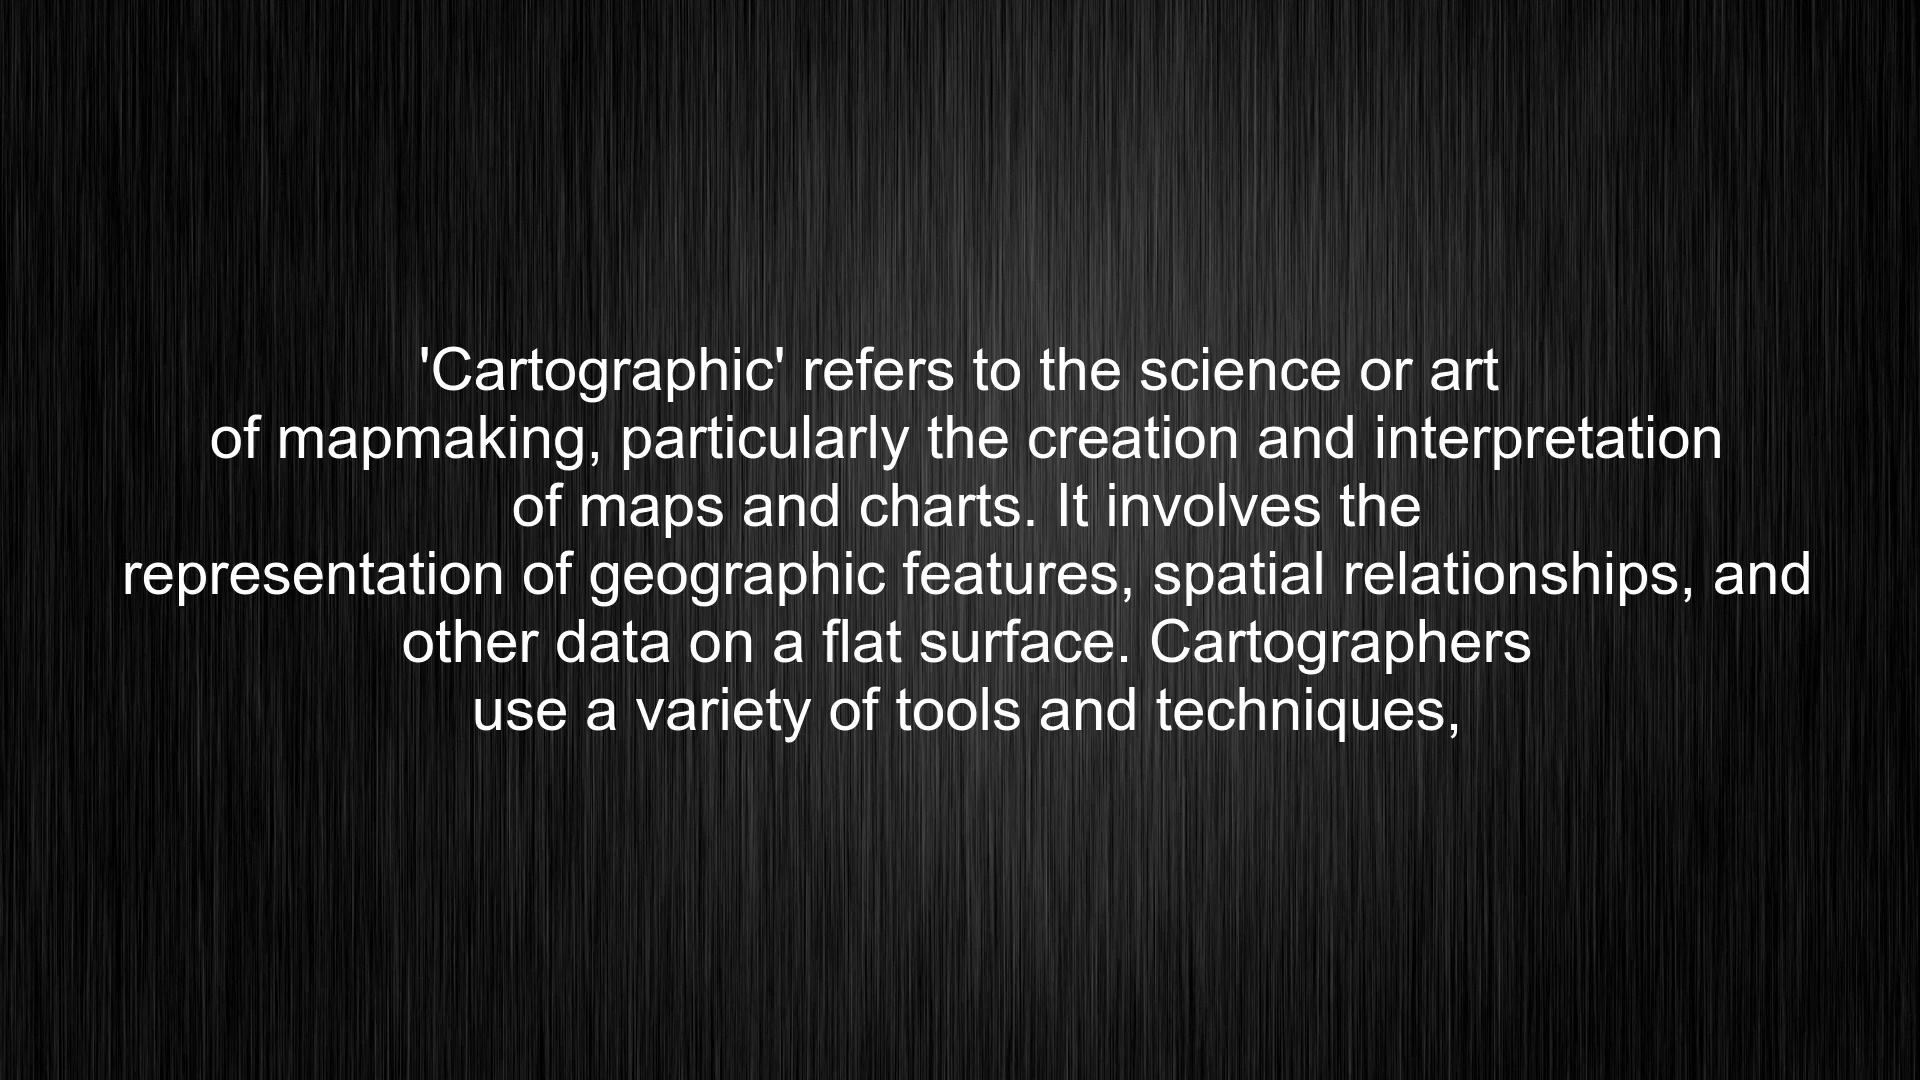 'Cartographic' refers to the science or art
of mapmaking, particularly the creation and interpretation
of maps and charts. It involves the
representation of geographic features, spatial relationships, and
other data on a flat surface. Cartographers
use a variety of tools and techniques,